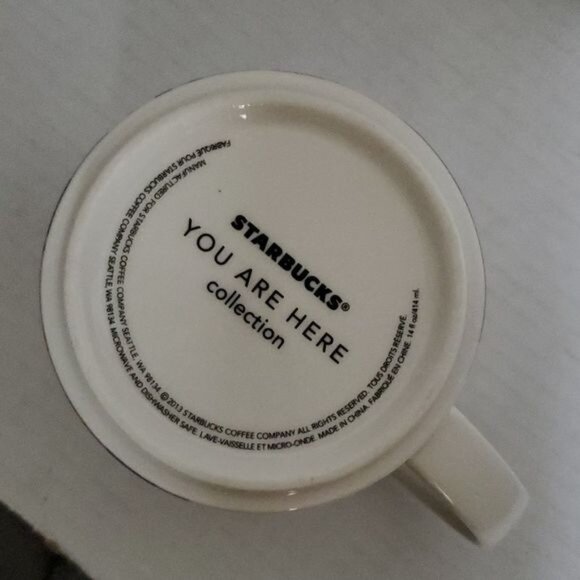 STARBUCKS®
YOU ARE HERE
collection
MANUFACTURED FOR STARBUCKS COFFEE COMPANY SEATTLE, WA 98134 ©2013 STARBUCKS COFFEE COMPANY ALL RIGHTS RESERVED. TOUS DROITS RÉSERVÉ.
FABRIQUÉ POUR STARBUCKS COFFEE COMPANY SEATTLE, WA 98134. MICROWAVE AND DISHWASHER SAFE. LAVE-VAISSELLE ET MICRO-ONDE. MADE IN CHINA. FABRIQUÉ EN CHINE. 14 fl oz/414 ml.